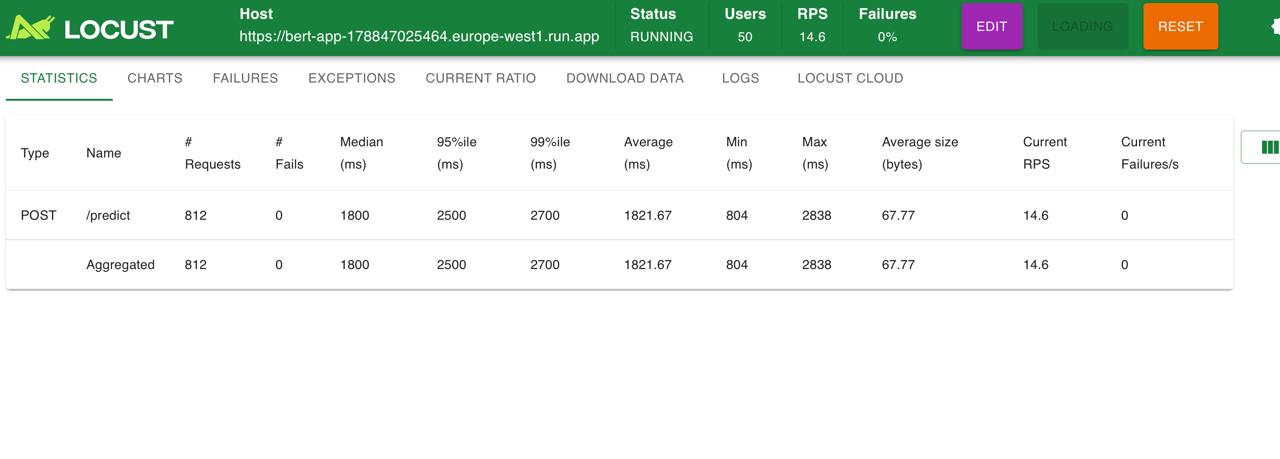 LOCUST
Host
https://bert-app-178847025464.europe-west1.run.app
Status
RUNNING
Users
50
RPS
14.6
Failures
0%
EDIT
LOADING
RESET
STATISTICS CHARTS FAILURES EXCEPTIONS CURRENT RATIO DOWNLOAD DATA LOGS LOCUST CLOUD
Type Name # Requests # Fails Median (ms) 95%ile (ms) 99%ile (ms) Average (ms) Min (ms) Max (ms) Average size (bytes) Current RPS Current Failures/s
POST /predict 812 0 1800 2500 2700 1821.67 804 2838 67.77 14.6 0
Aggregated 812 0 1800 2500 2700 1821.67 804 2838 67.77 14.6 0